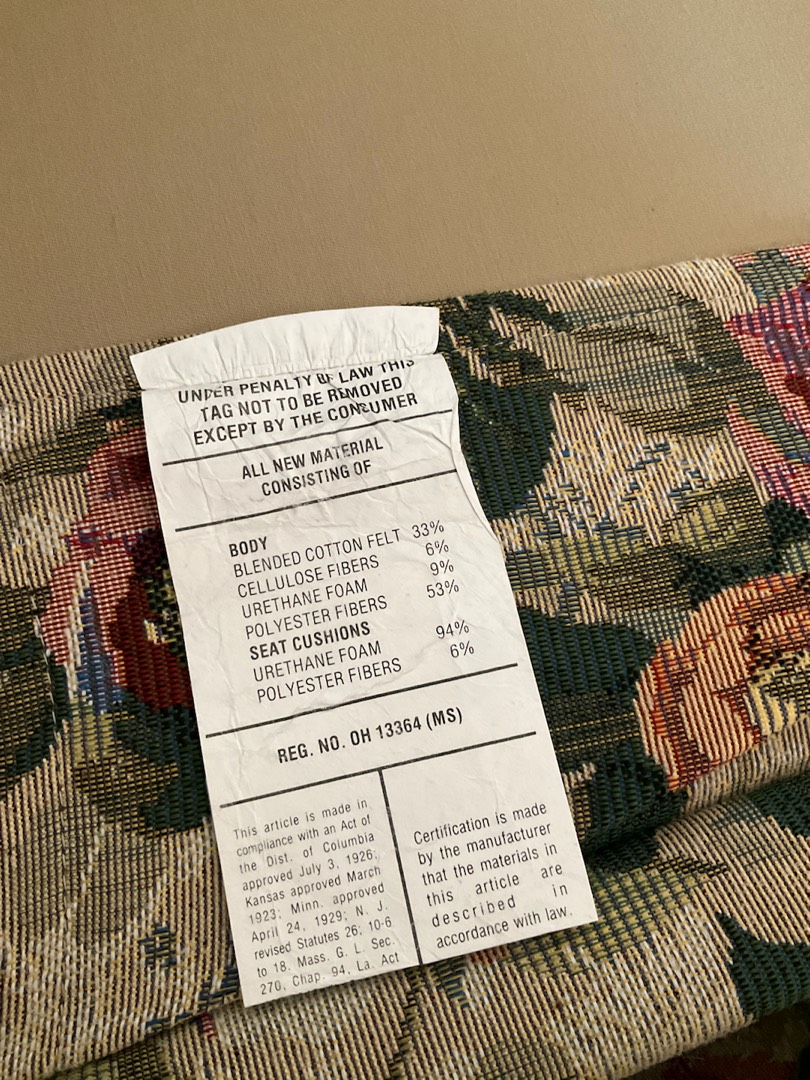 UNDER PENALTY OF LAW THIS
TAG NOT TO BE REMOVED
EXCEPT BY THE CONSUMER
ALL NEW MATERIAL
CONSISTING OF
BODY
BLENDED COTTON FELT 33%
CELLULOSE FIBERS 6%
URETHANE FOAM 9%
POLYESTER FIBERS 53%
SEAT CUSHIONS
URETHANE FOAM 94%
POLYESTER FIBERS 6%
REG. NO. OH 13364 (MS)
This article is made in
compliance with an Act of
the Dist. of Columbia
approved July 3, 1926;
Kansas approved March
1923; Minn. approved
April 24, 1929; N. J.
revised Statutes 26; 10-6
to 18. Mass. G. L. Sec.
270, Chap. 94, La. Act
Certification is made
by the manufacturer
that the materials in
this article are
described in
accordance with law.